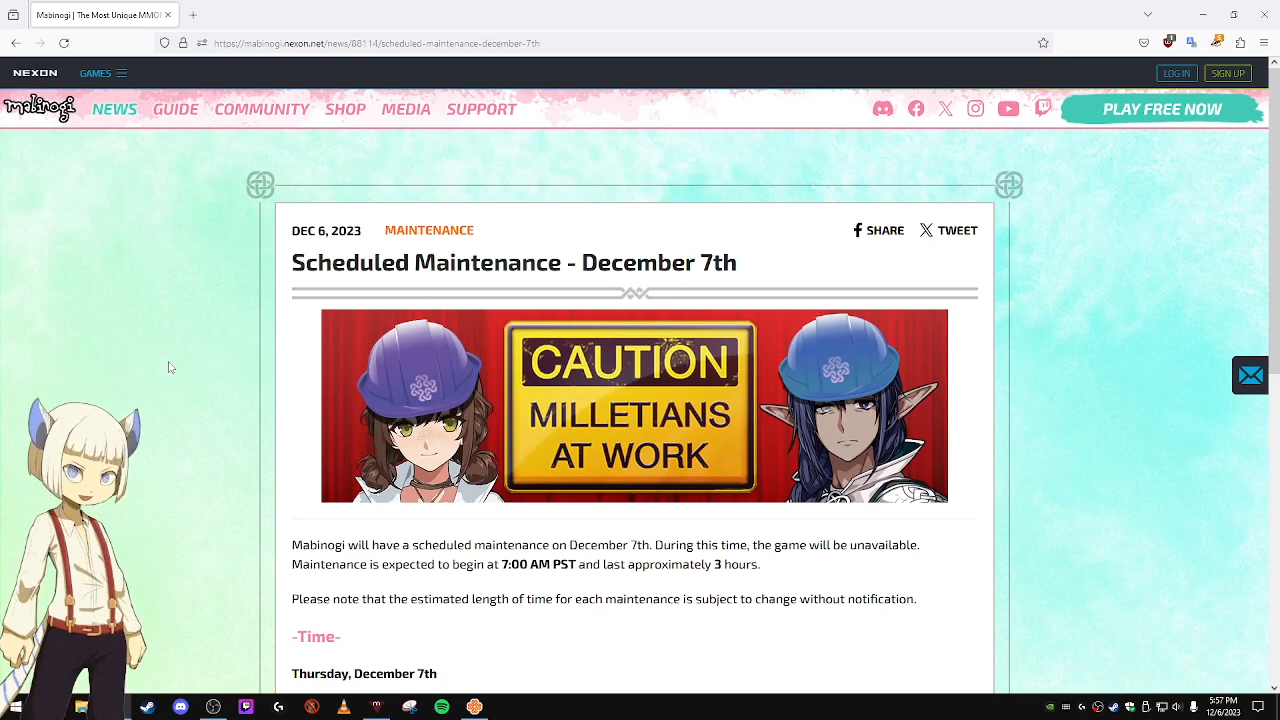 Mabinogi | The Most Unique MMO
https://mabinogi.nexon.net/news/88114/scheduled-maintenance-december-7th
NEXON GAMES LOG IN SIGN UP
mabinogi NEWS GUIDE COMMUNITY SHOP MEDIA SUPPORT PLAY FREE NOW
DEC 6, 2023 MAINTENANCE SHARE TWEET
Scheduled Maintenance - December 7th
CAUTION
MILLETIANS
AT WORK
Mabinogi will have a scheduled maintenance on December 7th. During this time, the game will be unavailable.
Maintenance is expected to begin at 7:00 AM PST and last approximately 3 hours.
Please note that the estimated length of time for each maintenance is subject to change without notification.
-Time-
Thursday, December 7th
5:57 PM
12/6/2023